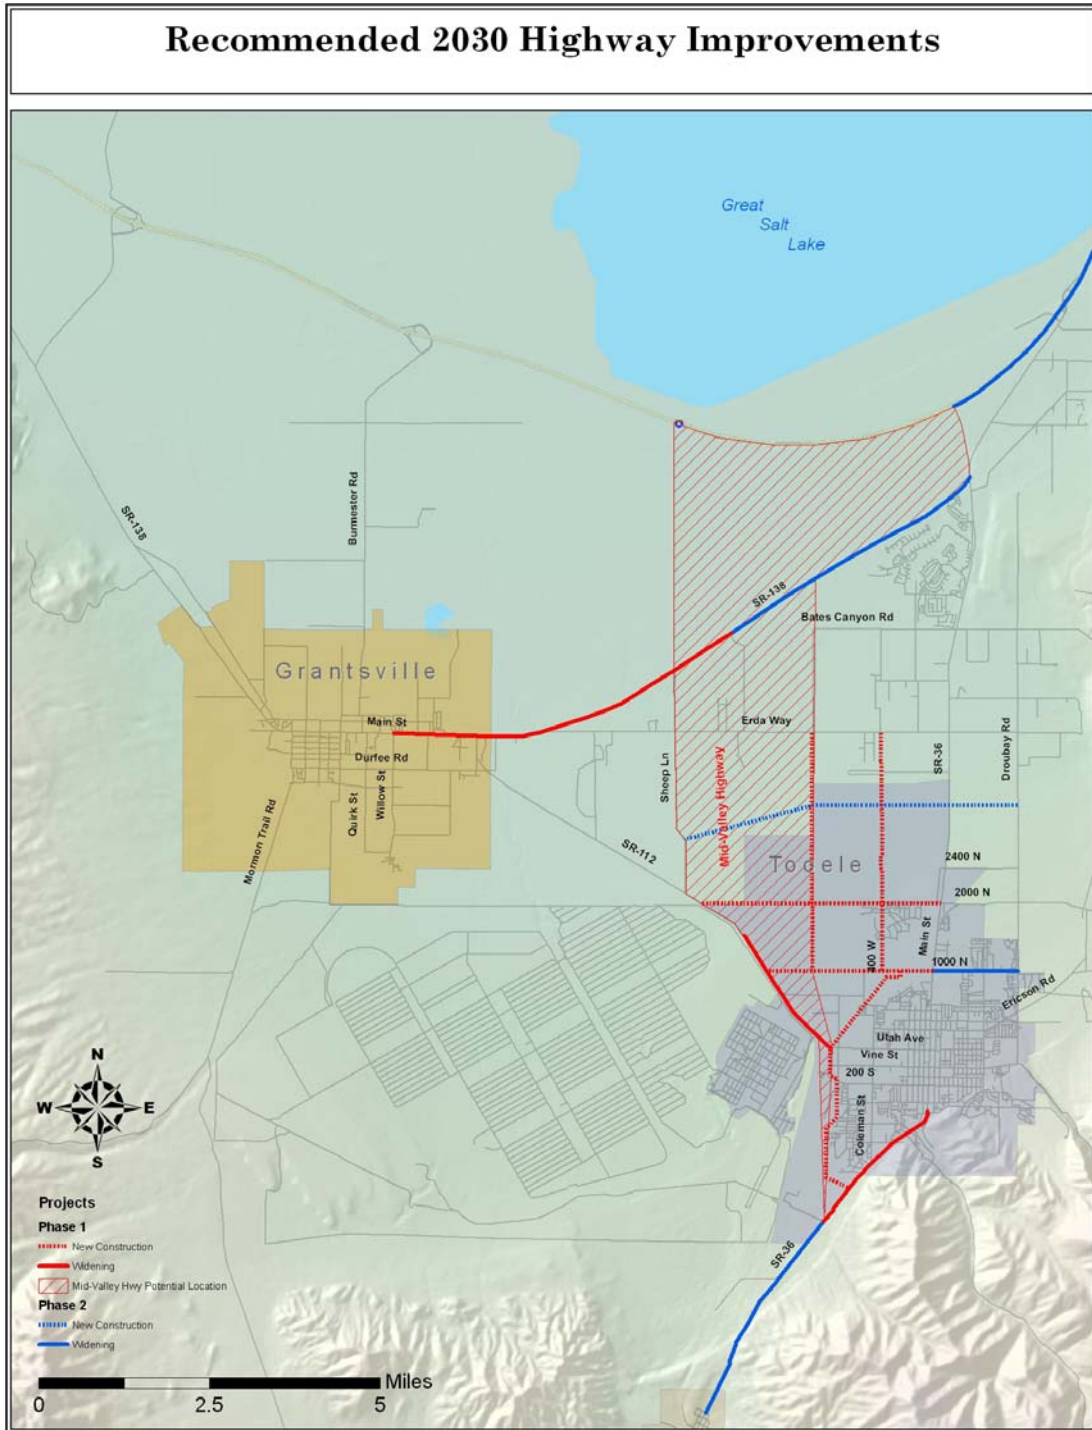 Recommended 2030 Highway Improvements
Great
Salt
Lake
Burmester Rd
SR-138
SR-138
Bates Canyon Rd
Grantsville
Main St
Erda Way
Durfee Rd
Sheep Ln
Mid-Valley Highway
SR-36
Droubay Rd
Quirk St
Willow St
Mormon Trail Rd
SR-112
Tooele
2400 N
2000 N
Main St
400 W
1000 N
Ericson Rd
Utah Ave
Vine St
200 S
Coleman St
SR-36
N
W
E
S
Projects
Phase 1
New Construction
Widening
Mid-Valley Hwy Potential Location
Phase 2
New Construction
Widening
Miles
0
2.5
5